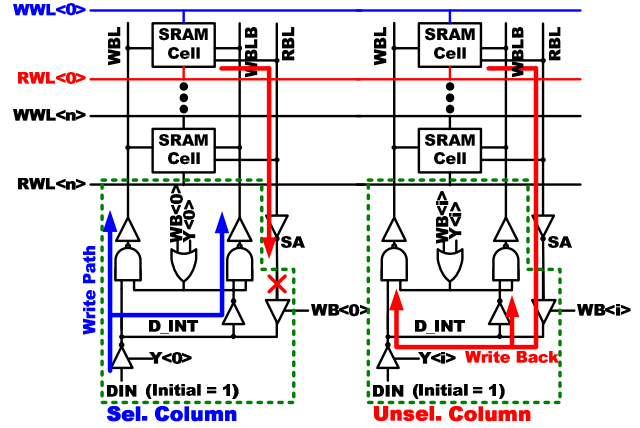 WWL<0>
WBL
SRAM
Cell
WBLB
RBL
WBL
SRAM
Cell
WBLB
RBL
RWL<0>
WWL<n>
SRAM
Cell
SRAM
Cell
RWL<n>
WB<0>
Y<0>
WB<i>
Y<i>
SA
SA
Write Path
WB<0>
WB<i>
D_INT
D_INT
Y<0>
Y<i>
Write Back
DIN (Initial = 1)
DIN (Initial = 1)
Sel. Column
Unsel. Column